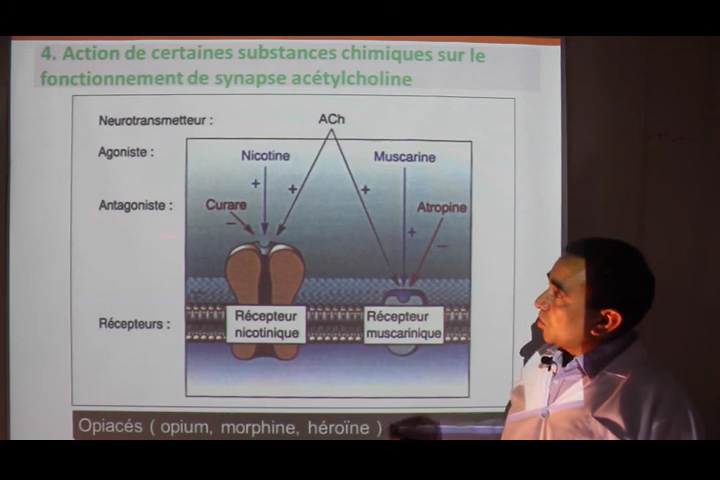 4. Action de certaines substances chimiques sur le
fonctionnement de synapse acétylcholine
Neurotransmetteur :
ACh
Agoniste :
Nicotine
Muscarine
+
+
+
Antagoniste :
Curare
Atropine
−
+
−
Récepteurs :
Récepteur
nicotinique
Récepteur
muscarinique
Opiacés ( opium, morphine, héroïne )